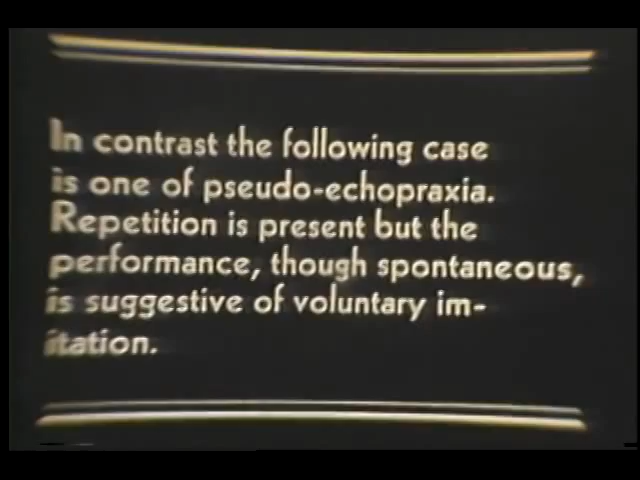 In contrast the following case
is one of pseudo-echopraxia.
Repetition is present but the
performance, though spontaneous,
is suggestive of voluntary im-
itation.